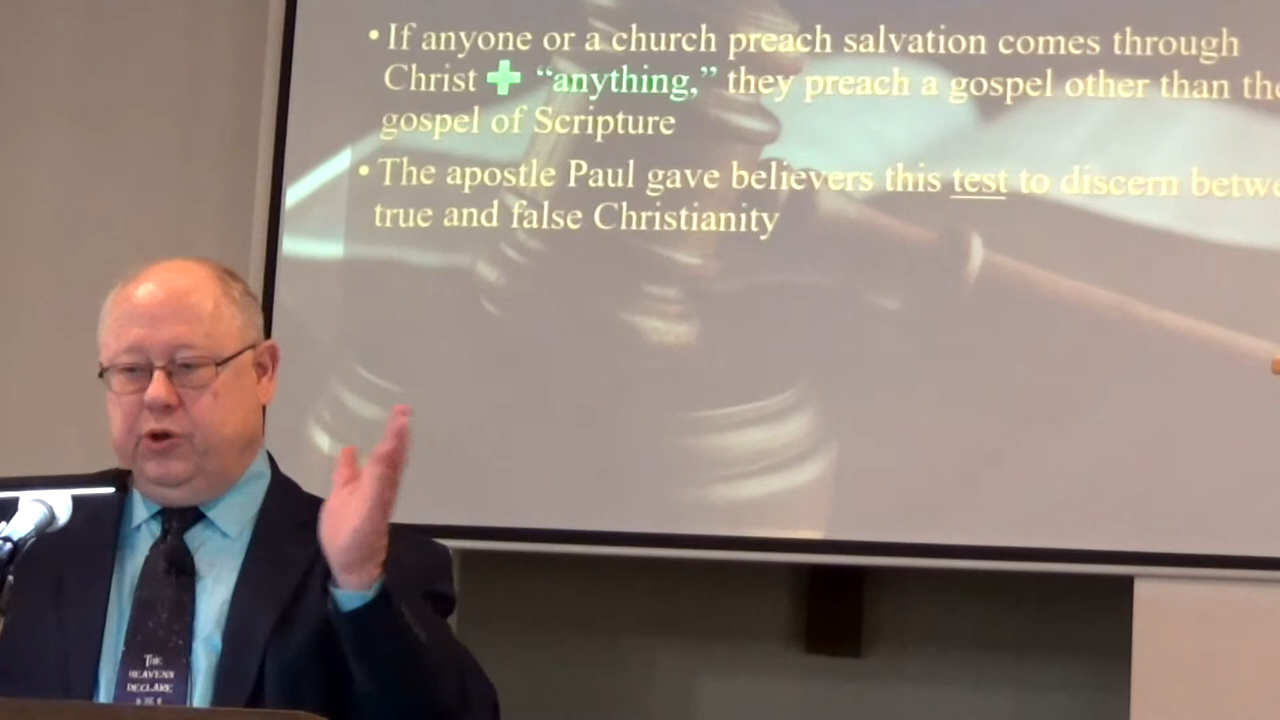 • If anyone or a church preach salvation comes through
Christ + “anything,” they preach a gospel other than the
gospel of Scripture
• The apostle Paul gave believers this test to discern
true and false Christianity
THE
HEAVENS
DECLARE